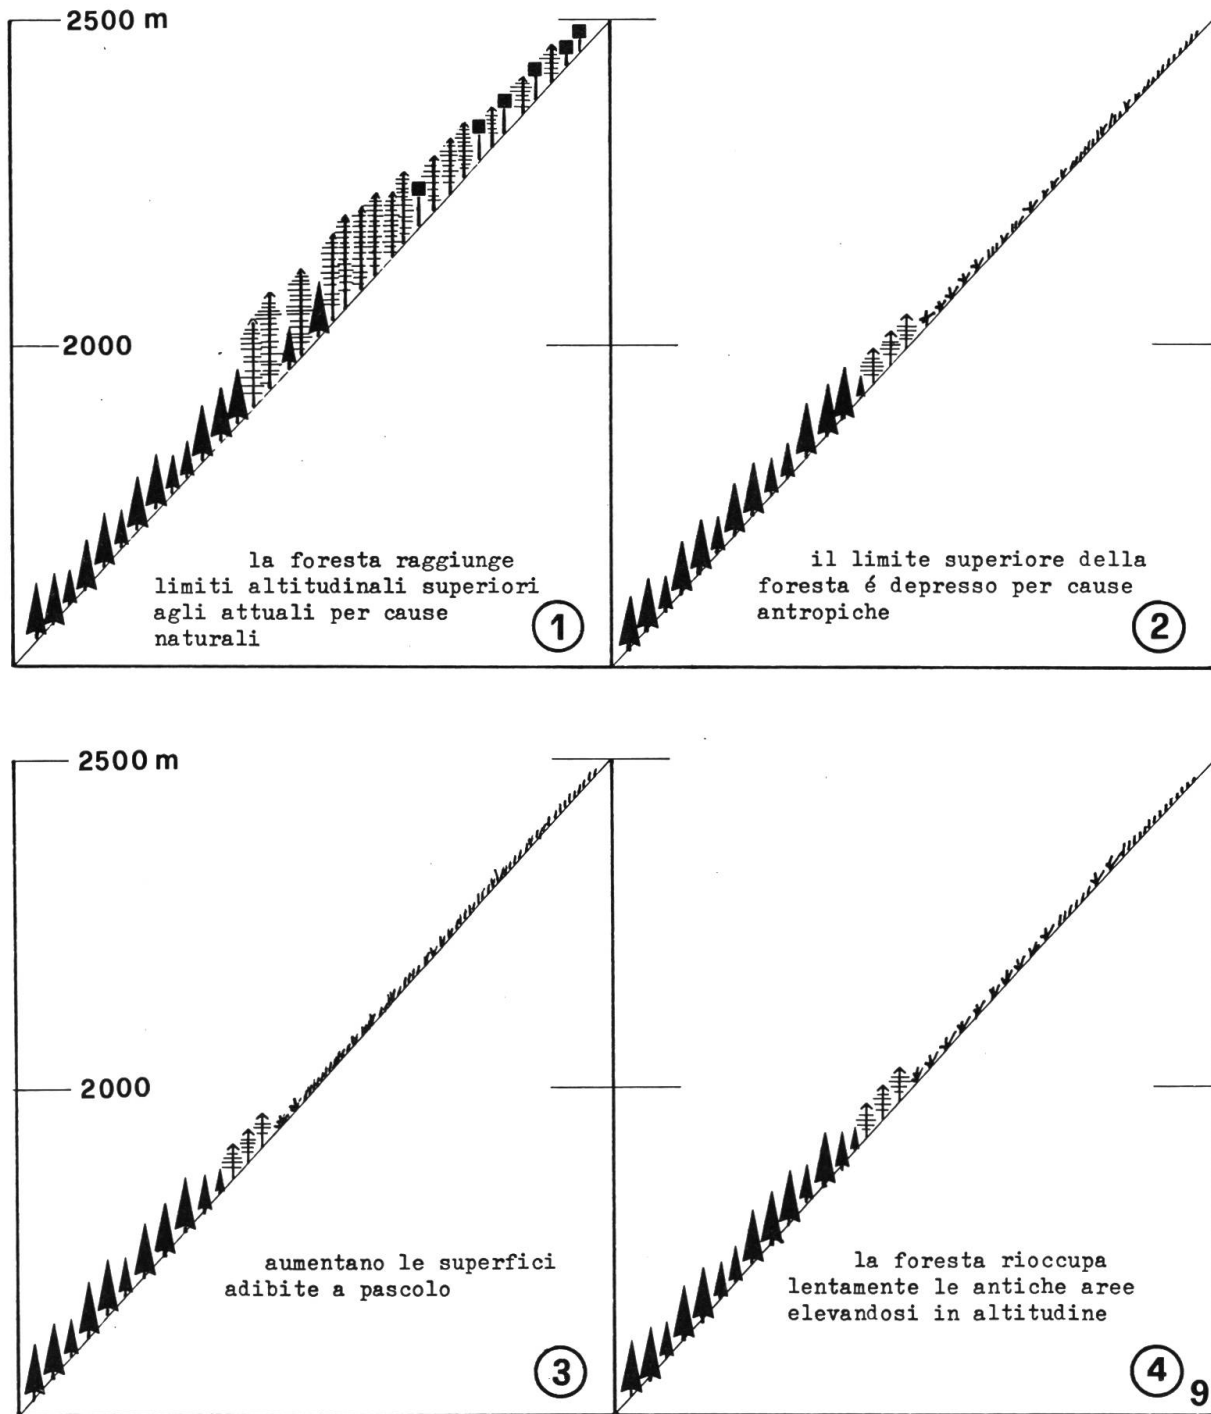 2500 m
2000
la foresta raggiunge
limiti altitudinali superiori
agli attuali per cause
naturali
1
il limite superiore della
foresta é depresso per cause
antropiche
2
2500 m
2000
aumentano le superfici
adibite a pascolo
3
la foresta rioccupa
lentamente le antiche aree
elevandosi in altitudine
4
9